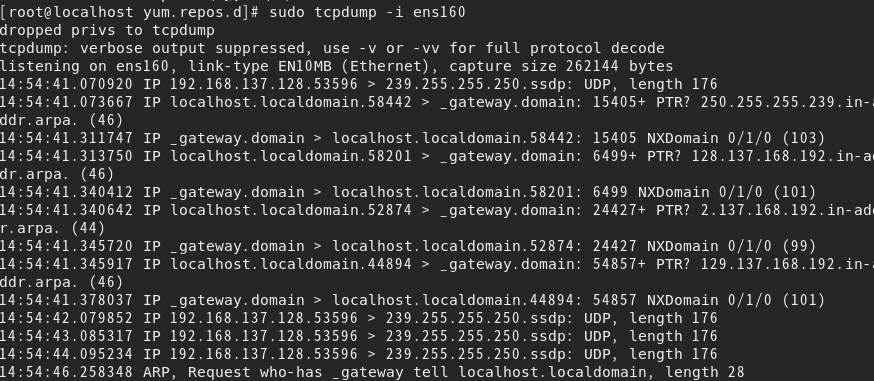 [root@localhost yum.repos.d]# sudo tcpdump -i ens160
dropped privs to tcpdump
tcpdump: verbose output suppressed, use -v or -vv for full protocol decode
listening on ens160, link-type EN10MB (Ethernet), capture size 262144 bytes
14:54:41.070920 IP 192.168.137.128.53596 > 239.255.255.250.ssdp: UDP, length 176
14:54:41.073667 IP localhost.localdomain.58442 > _gateway.domain: 15405+ PTR? 250.255.255.239.in-a
ddr.arpa. (46)
14:54:41.311747 IP _gateway.domain > localhost.localdomain.58442: 15405 NXDomain 0/1/0 (103)
14:54:41.313750 IP localhost.localdomain.58201 > _gateway.domain: 6499+ PTR? 128.137.168.192.in-ad
dr.arpa. (46)
14:54:41.340412 IP _gateway.domain > localhost.localdomain.58201: 6499 NXDomain 0/1/0 (101)
14:54:41.340642 IP localhost.localdomain.52874 > _gateway.domain: 24427+ PTR? 2.137.168.192.in-add
r.arpa. (44)
14:54:41.345720 IP _gateway.domain > localhost.localdomain.52874: 24427 NXDomain 0/1/0 (99)
14:54:41.345917 IP localhost.localdomain.44894 > _gateway.domain: 54857+ PTR? 129.137.168.192.in-a
ddr.arpa. (46)
14:54:41.378037 IP _gateway.domain > localhost.localdomain.44894: 54857 NXDomain 0/1/0 (101)
14:54:42.079852 IP 192.168.137.128.53596 > 239.255.255.250.ssdp: UDP, length 176
14:54:43.085317 IP 192.168.137.128.53596 > 239.255.255.250.ssdp: UDP, length 176
14:54:44.095234 IP 192.168.137.128.53596 > 239.255.255.250.ssdp: UDP, length 176
14:54:46.258348 ARP, Request who-has _gateway tell localhost.localdomain, length 28